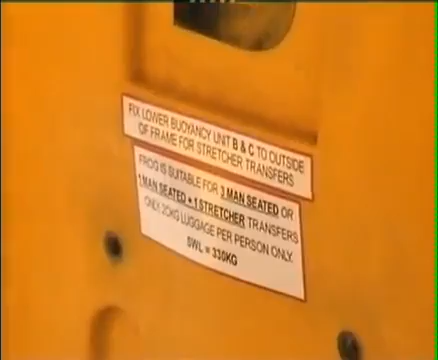 FIX LOWER BUOYANCY UNIT B & C TO OUTSIDE
OF FRAME FOR STRETCHER TRANSFERS
FROG IS SUITABLE FOR 3 MAN SEATED OR
1 MAN SEATED + 1 STRETCHER TRANSFERS
ONLY. 20KG LUGGAGE PER PERSON ONLY.
SWL = 330KG